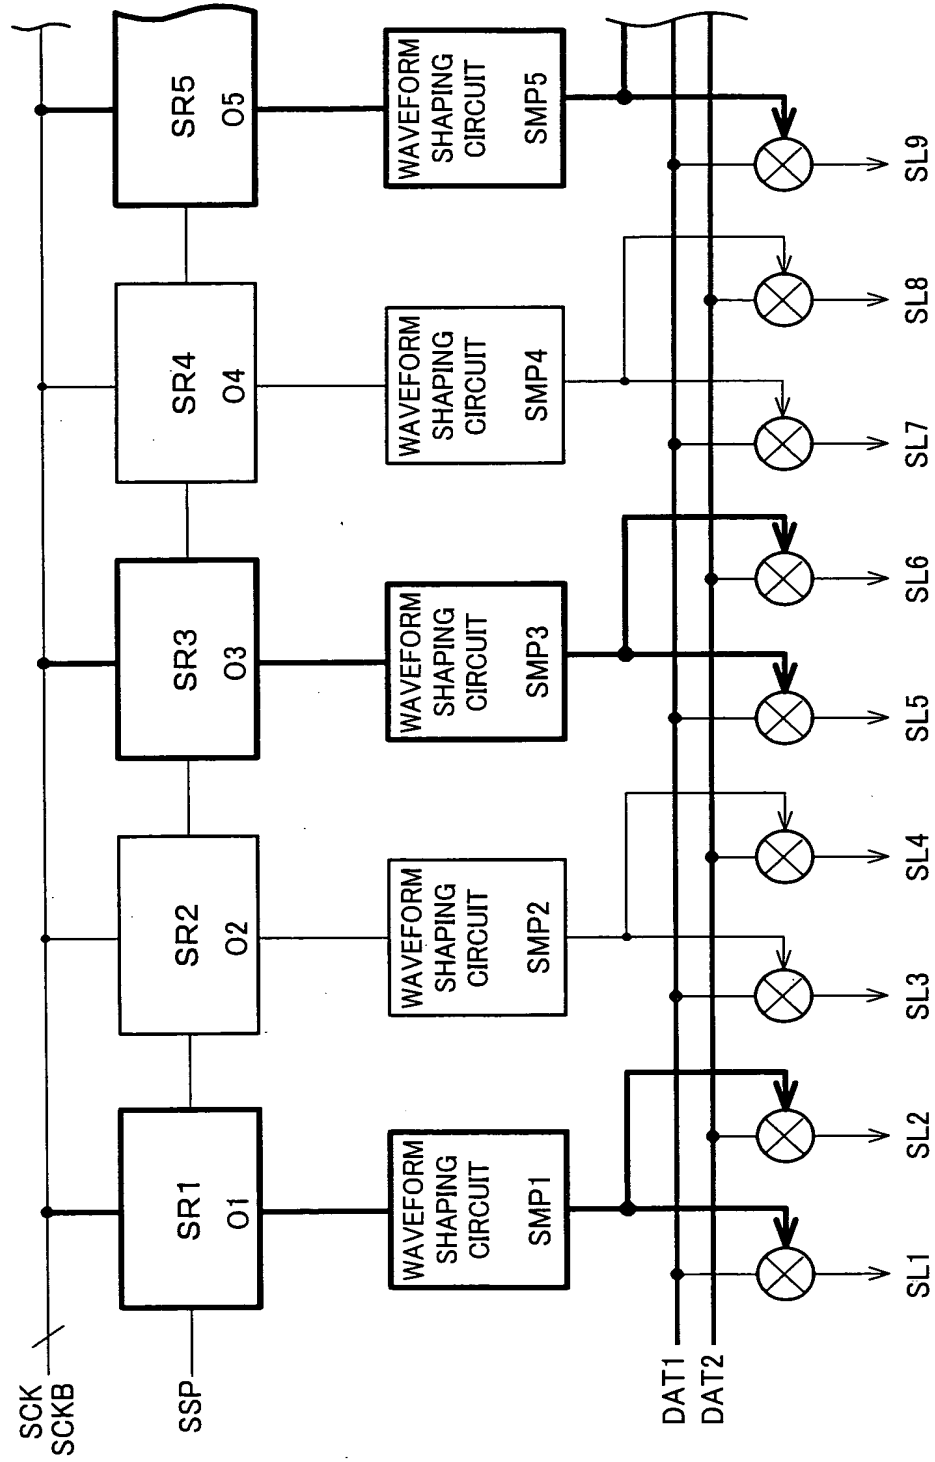 SCK
SCKB
SSP
SR1
O1
SR2
O2
SR3
O3
SR4
O4
SR5
O5
WAVEFORM
SHAPING
CIRCUIT
SMP1
WAVEFORM
SHAPING
CIRCUIT
SMP2
WAVEFORM
SHAPING
CIRCUIT
SMP3
WAVEFORM
SHAPING
CIRCUIT
SMP4
WAVEFORM
SHAPING
CIRCUIT
SMP5
DAT1
DAT2
SL1
SL2
SL3
SL4
SL5
SL6
SL7
SL8
SL9